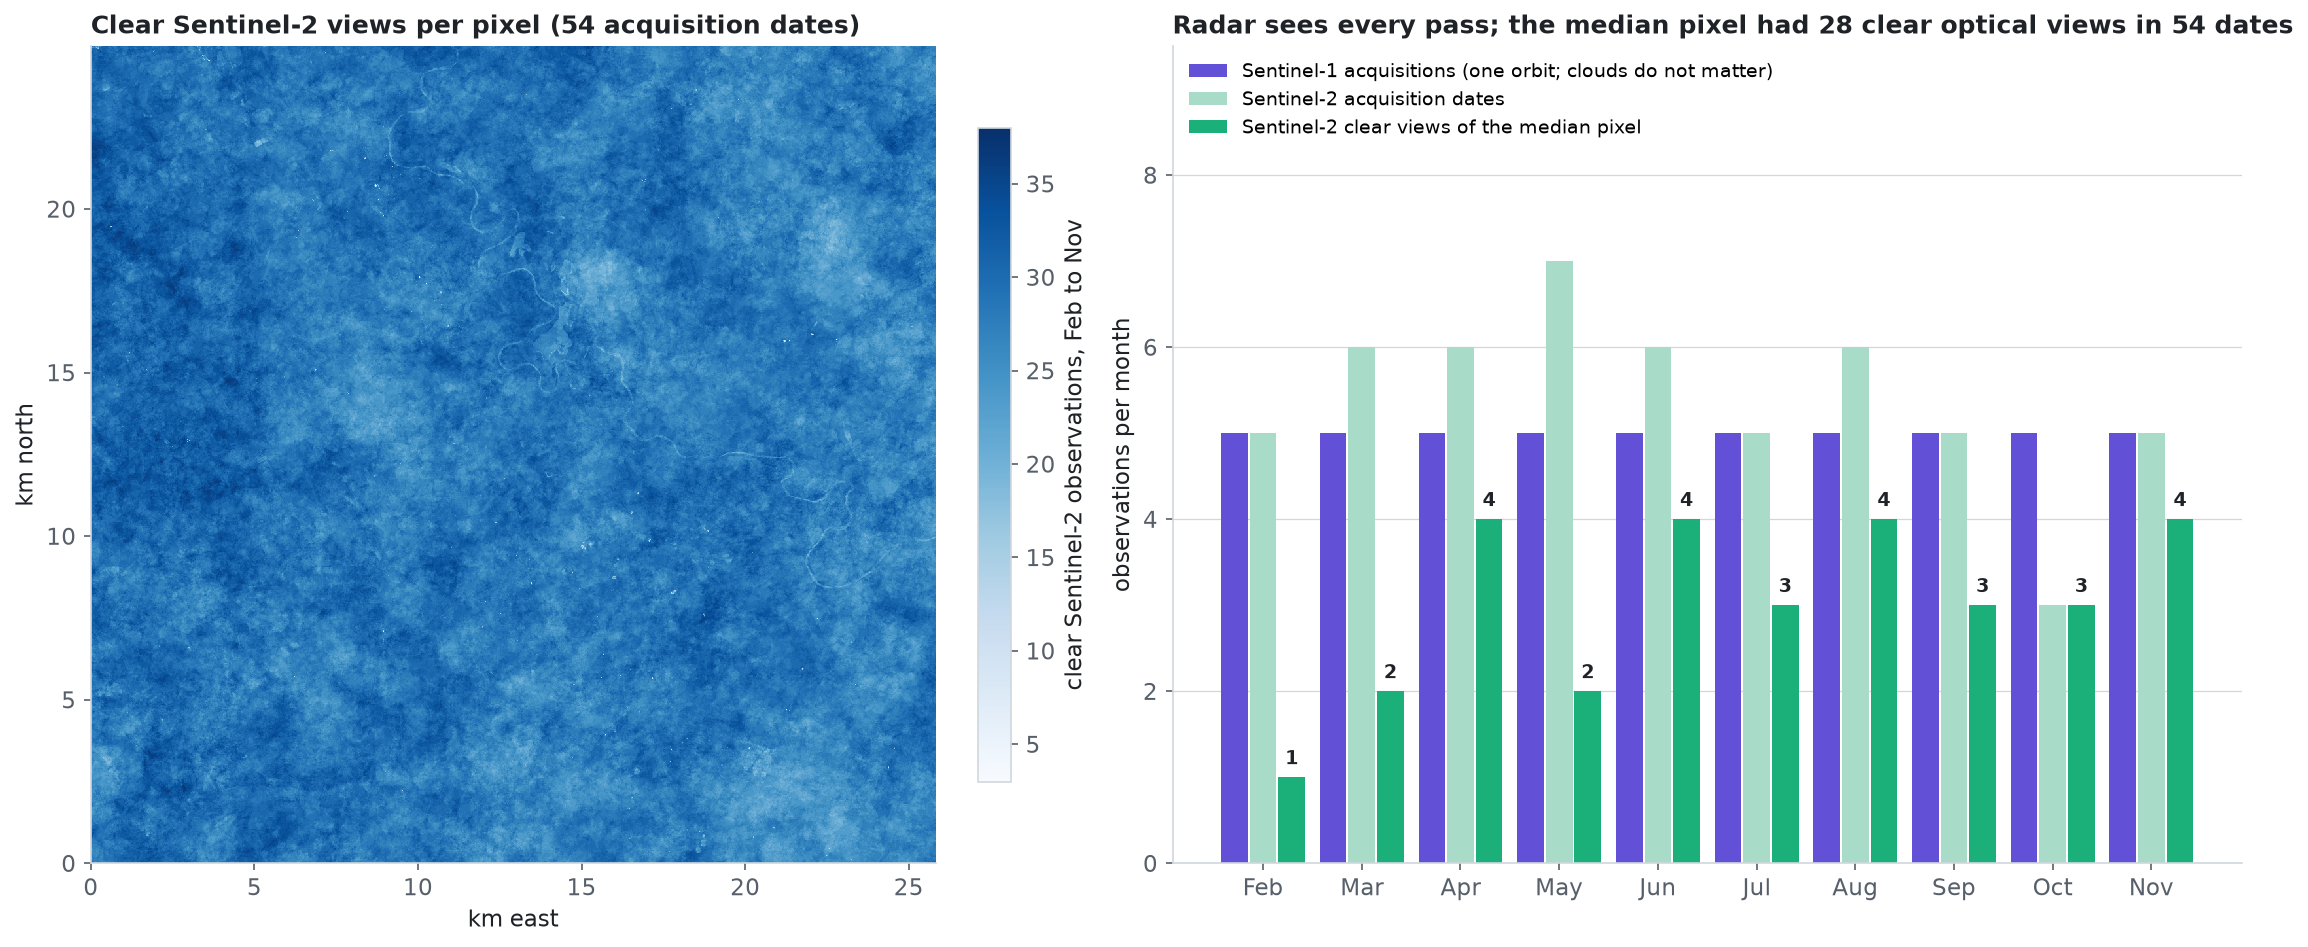 Clear Sentinel-2 views per pixel (54 acquisition dates)
km north
20
15
10
5
0
0 5 10 15 20 25
km east
35
30
25
20
15
10
5
clear Sentinel-2 observations, Feb to Nov
Radar sees every pass; the median pixel had 28 clear optical views in 54 dates
Sentinel-1 acquisitions (one orbit; clouds do not matter)
Sentinel-2 acquisition dates
Sentinel-2 clear views of the median pixel
observations per month
8
6
4
2
0
1 2 4 2 4 3 4 3 3 4
Feb Mar Apr May Jun Jul Aug Sep Oct Nov